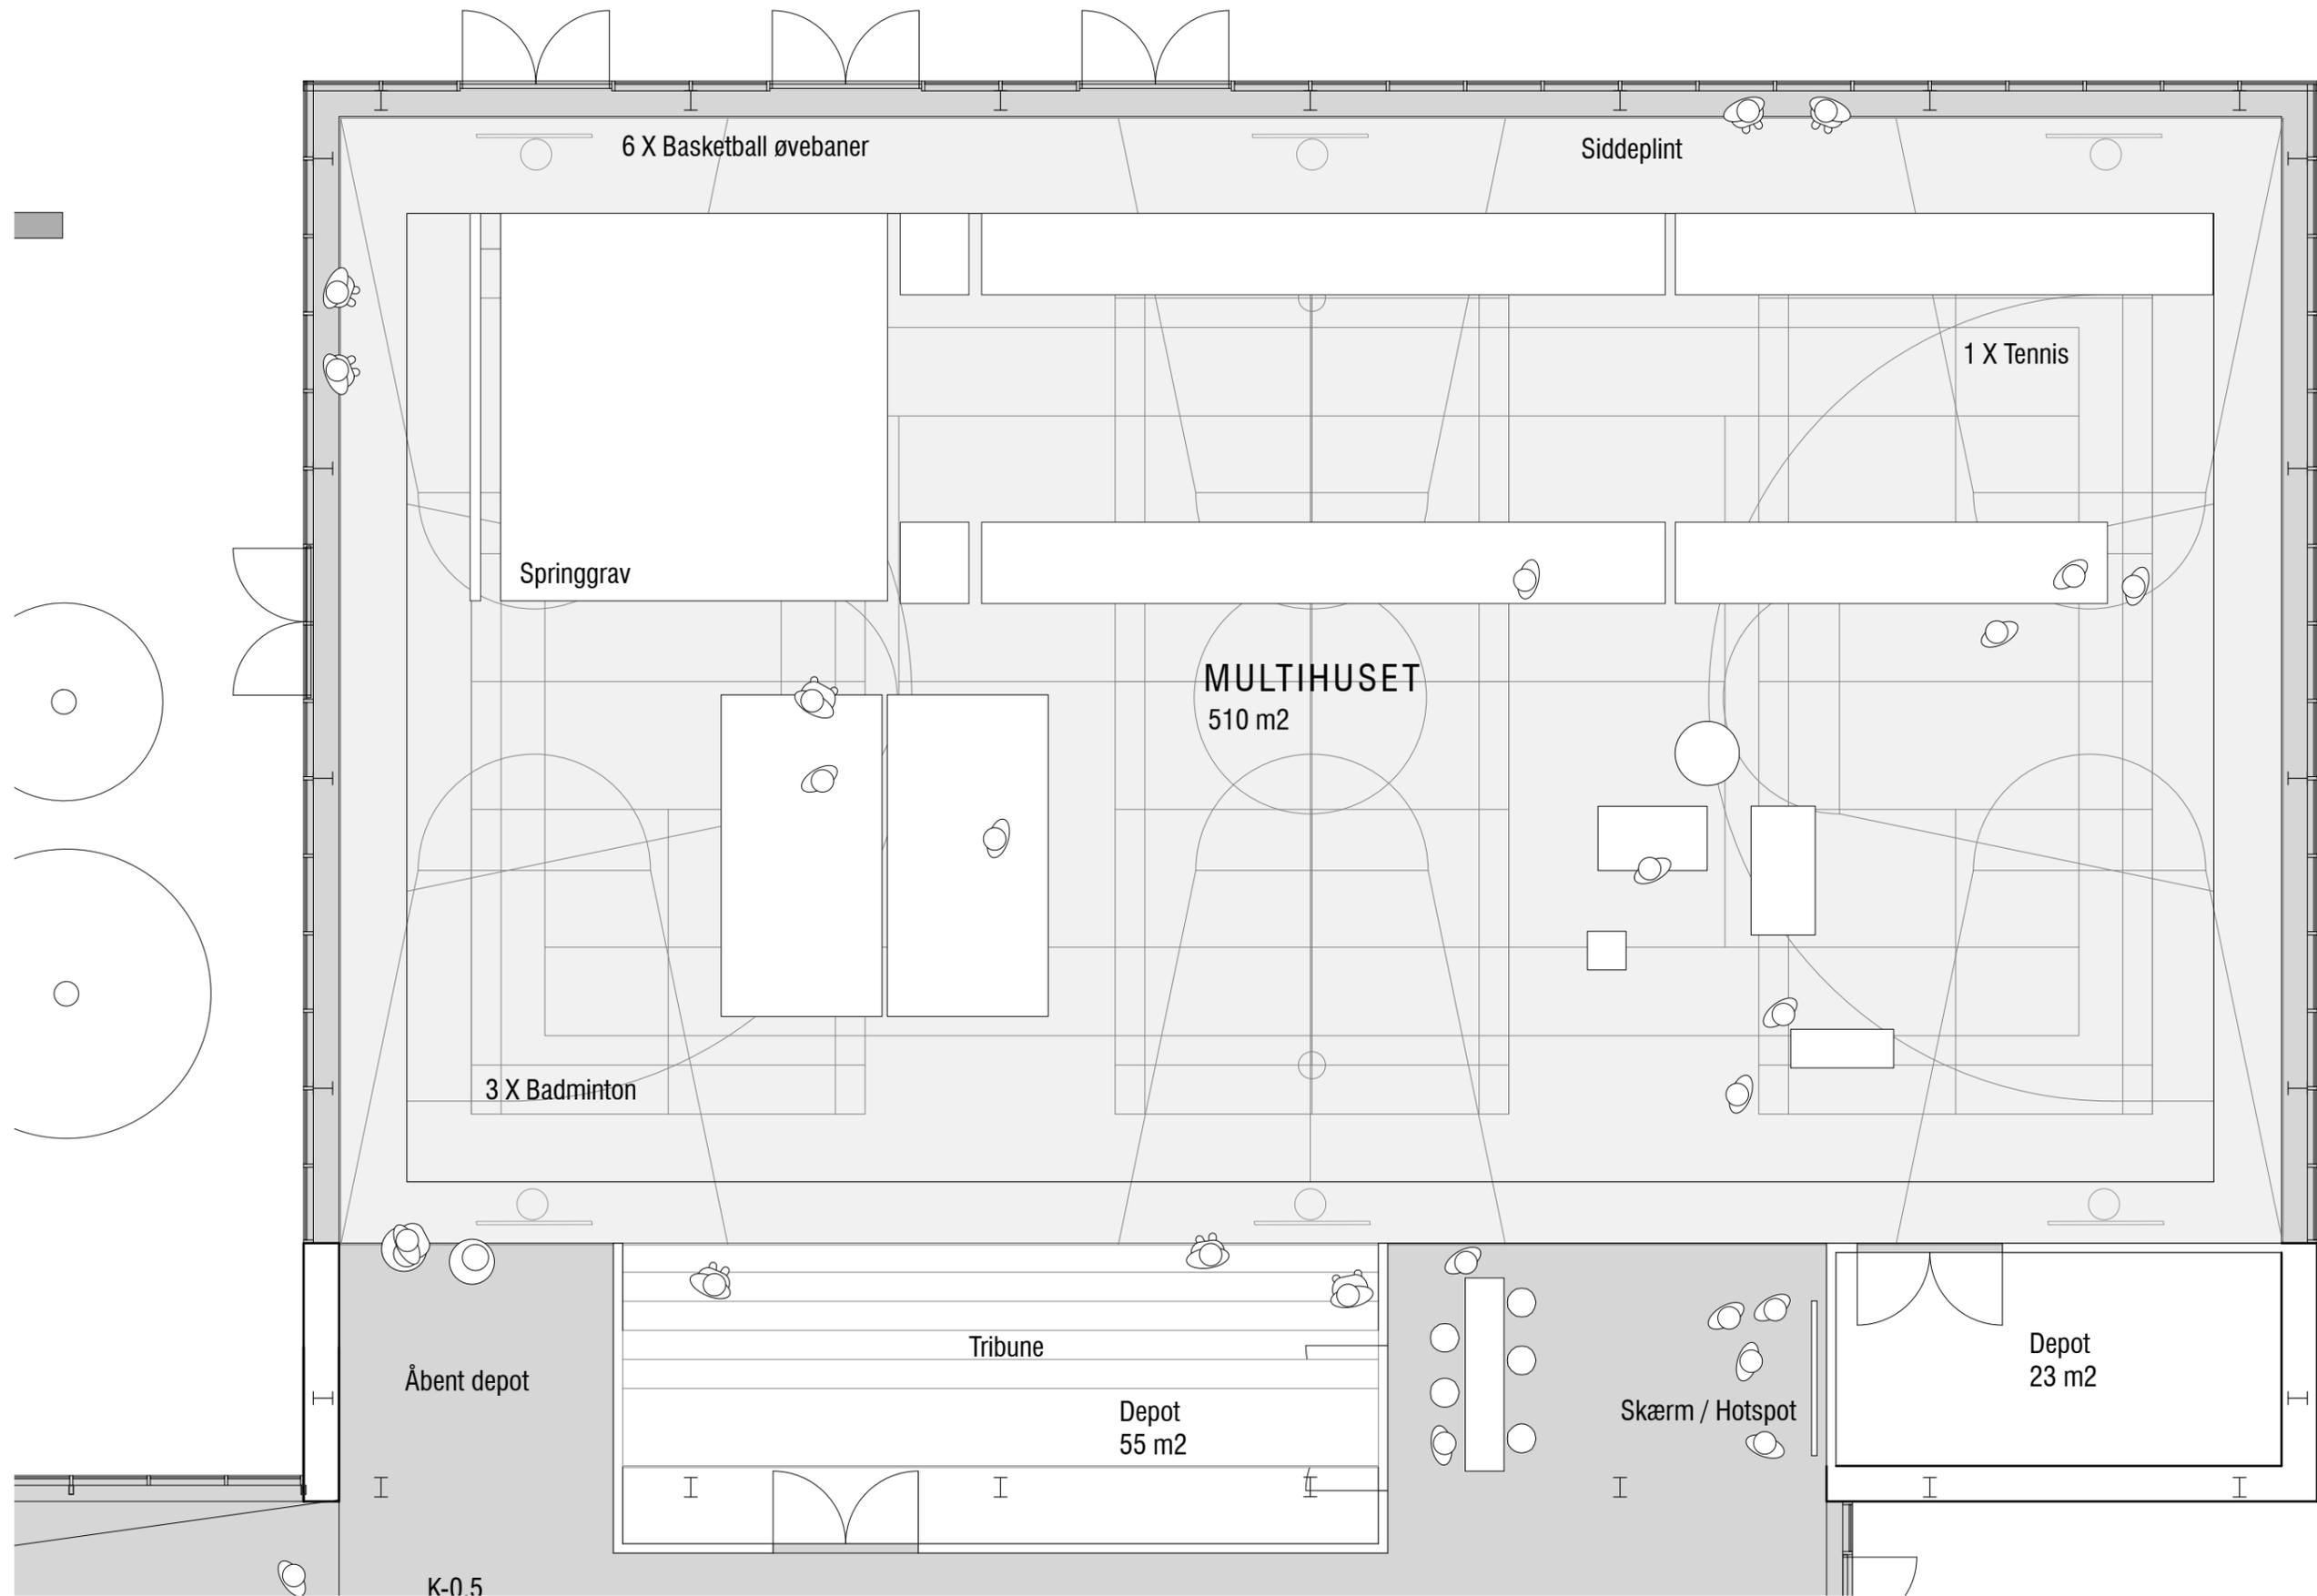 6 X Basketball øvebaner
Siddeplint
1 X Tennis
Springgrav
MULTIHUSET
510 m2
3 X Badminton
Tribune
Depot
23 m2
Åbent depot
Depot
55 m2
Skærm / Hotspot
K-0.5